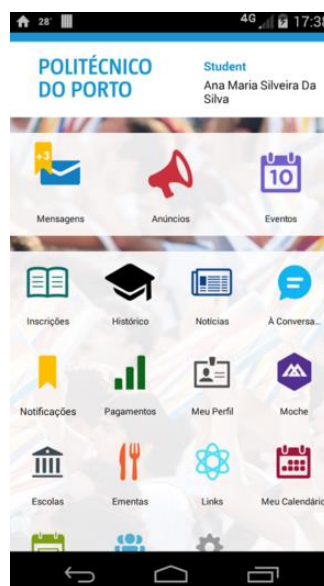 28°
4G
17:38
POLITÉCNICO
DO PORTO
Student
Ana Maria Silveira Da
Silva
+3
10
Mensagens
Anúncios
Eventos
Inscrições
Histórico
Notícias
À Conversa...
Notificações
Pagamentos
Meu Perfil
Moche
Escolas
Ementas
Links
Meu Calendário